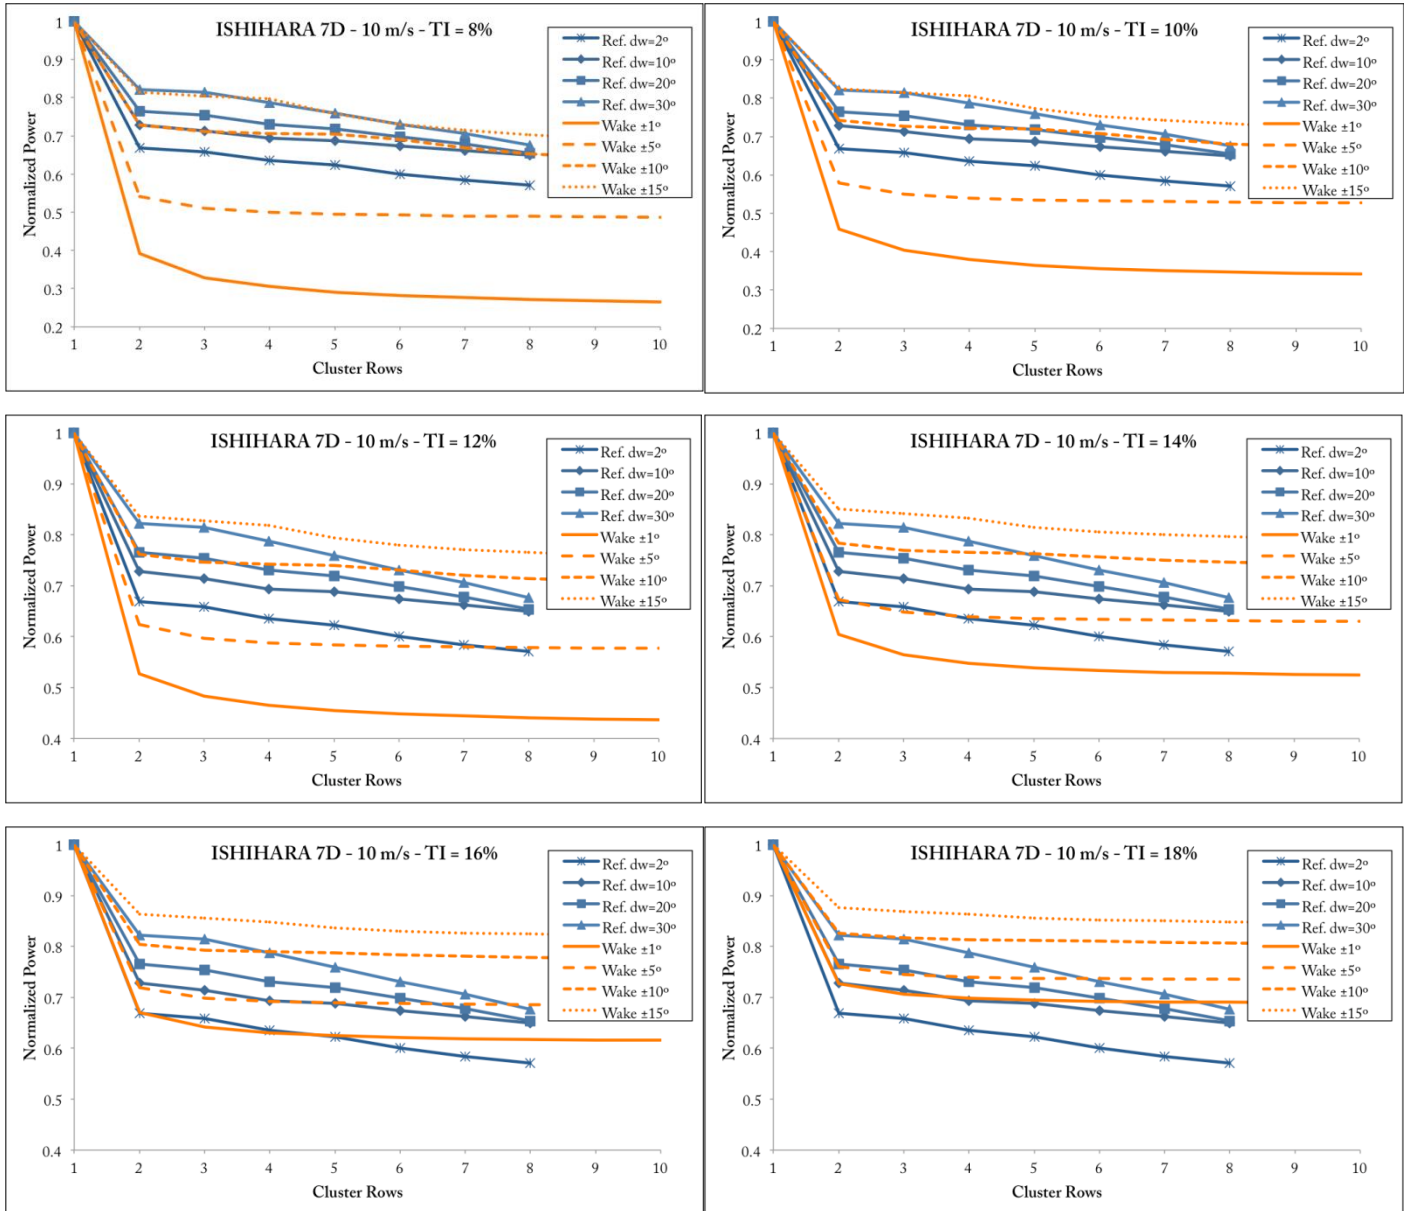 ISHIHARA 7D - 10 m/s - TI = 8%
Normalized Power
1
0.9
0.8
0.7
0.6
0.5
0.4
0.3
0.2
1 2 3 4 5 6 7 8 9 10
Cluster Rows
Ref. dw=2º
Ref. dw=10º
Ref. dw=20º
Ref. dw=30º
Wake ±1º
Wake ±5º
Wake ±10º
Wake ±15º
ISHIHARA 7D - 10 m/s - TI = 10%
Normalized Power
1
0.9
0.8
0.7
0.6
0.5
0.4
0.3
0.2
1 2 3 4 5 6 7 8 9 10
Cluster Rows
Ref. dw=2º
Ref. dw=10º
Ref. dw=20º
Ref. dw=30º
Wake ±1º
Wake ±5º
Wake ±10º
Wake ±15º
ISHIHARA 7D - 10 m/s - TI = 12%
Normalized Power
1
0.9
0.8
0.7
0.6
0.5
0.4
1 2 3 4 5 6 7 8 9 10
Cluster Rows
Ref. dw=2º
Ref. dw=10º
Ref. dw=20º
Ref. dw=30º
Wake ±1º
Wake ±5º
Wake ±10º
Wake ±15º
ISHIHARA 7D - 10 m/s - TI = 14%
Normalized Power
1
0.9
0.8
0.7
0.6
0.5
0.4
1 2 3 4 5 6 7 8 9 10
Cluster Rows
Ref. dw=2º
Ref. dw=10º
Ref. dw=20º
Ref. dw=30º
Wake ±1º
Wake ±5º
Wake ±10º
Wake ±15º
ISHIHARA 7D - 10 m/s - TI = 16%
Normalized Power
1
0.9
0.8
0.7
0.6
0.5
0.4
1 2 3 4 5 6 7 8 9 10
Cluster Rows
Ref. dw=2º
Ref. dw=10º
Ref. dw=20º
Ref. dw=30º
Wake ±1º
Wake ±5º
Wake ±10º
Wake ±15º
ISHIHARA 7D - 10 m/s - TI = 18%
Normalized Power
1
0.9
0.8
0.7
0.6
0.5
0.4
1 2 3 4 5 6 7 8 9 10
Cluster Rows
Ref. dw=2º
Ref. dw=10º
Ref. dw=20º
Ref. dw=30º
Wake ±1º
Wake ±5º
Wake ±10º
Wake ±15º